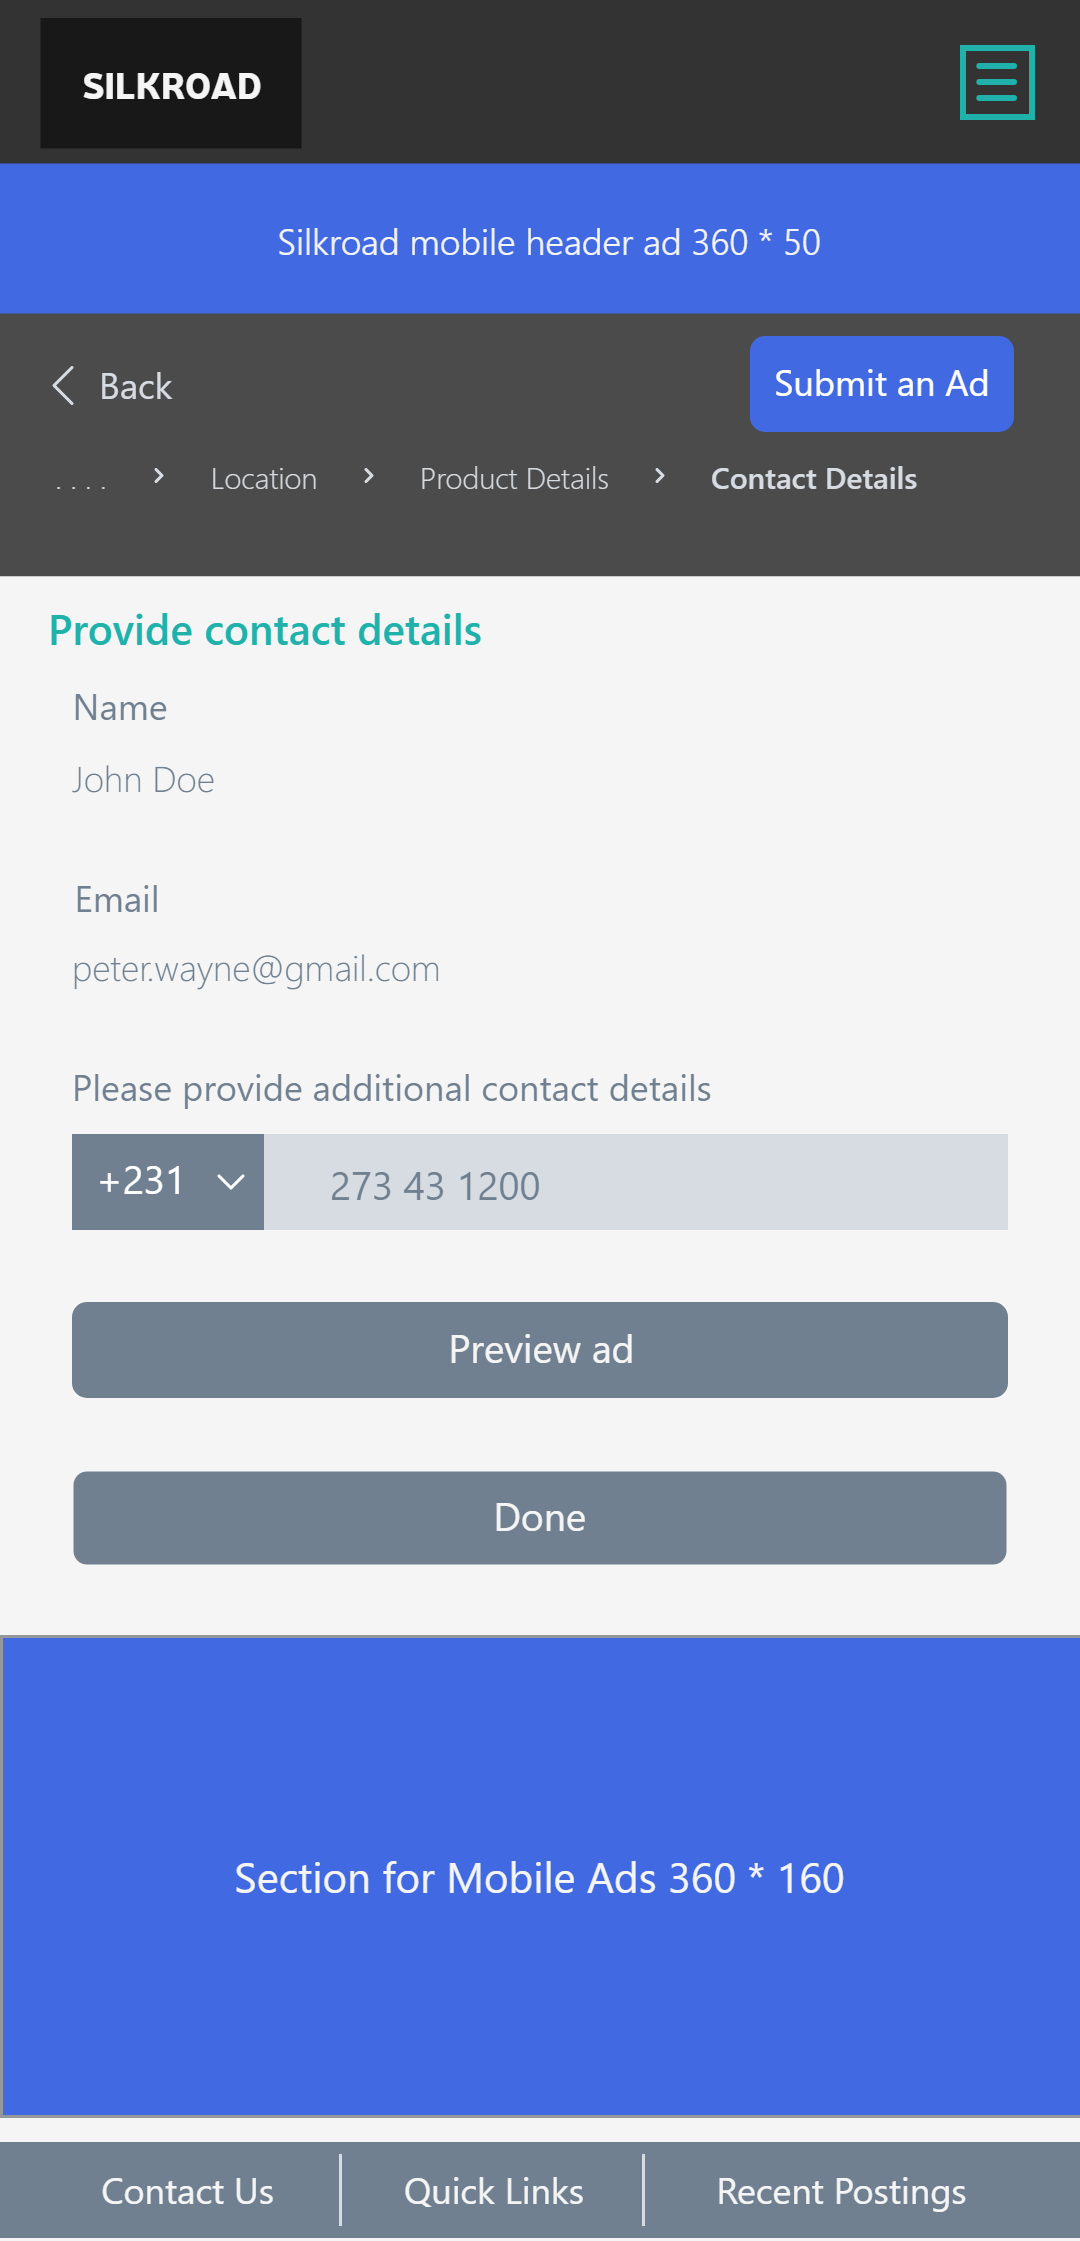 SILKROAD
Silkroad mobile header ad 360 * 50
Back
Submit an Ad
. . . . > Location > Product Details > Contact Details
Provide contact details
Name
John Doe
Email
peter.wayne@gmail.com
Please provide additional contact details
+231 273 43 1200
Preview ad
Done
Section for Mobile Ads 360 * 160
Contact Us Quick Links Recent Postings